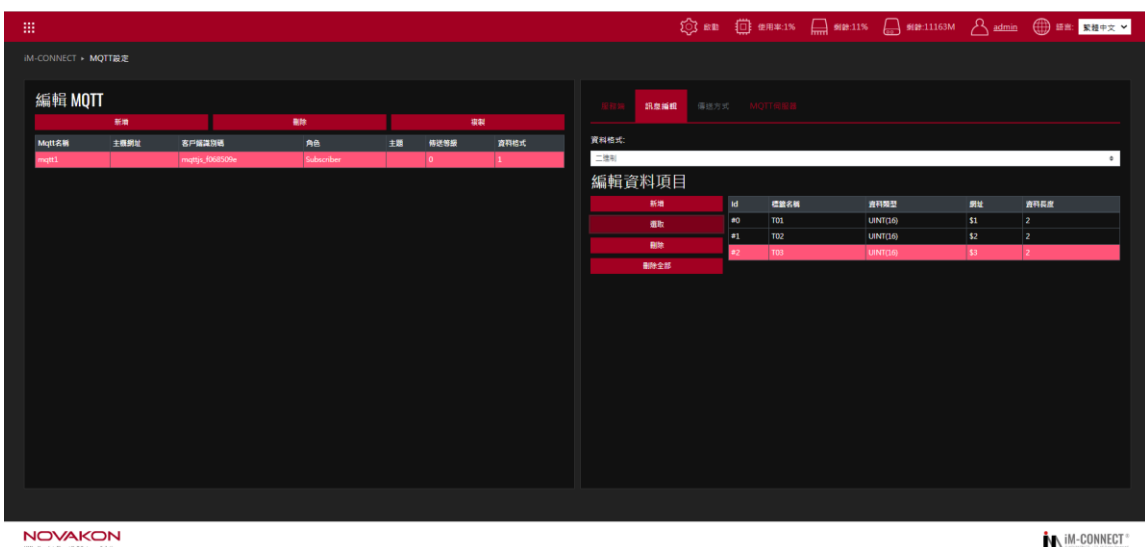 啟動 使用率:1% 剩餘:11% 剩餘:11163M admin 語言: 繁體中文
iM-CONNECT ▸ MQTT設定
編輯 MQTT
新增 刪除 複製
Mqtt名稱 主機網址 客戶端識別碼 角色 主題 傳送等級 資料格式
mqtt1 mqttjs_f068509e Subscriber 0 1
訊息編輯 傳送方式 MQTT伺服器
資料格式:
二進制
編輯資料項目
新增
選取
刪除
刪除全部
Id 標籤名稱 資料類型 網址 資料長度
#0 T01 UINT(16) $1 2
#1 T02 UINT(16) $2 2
#2 T03 UINT(16) $3 2
NOVAKON
iM-CONNECT®